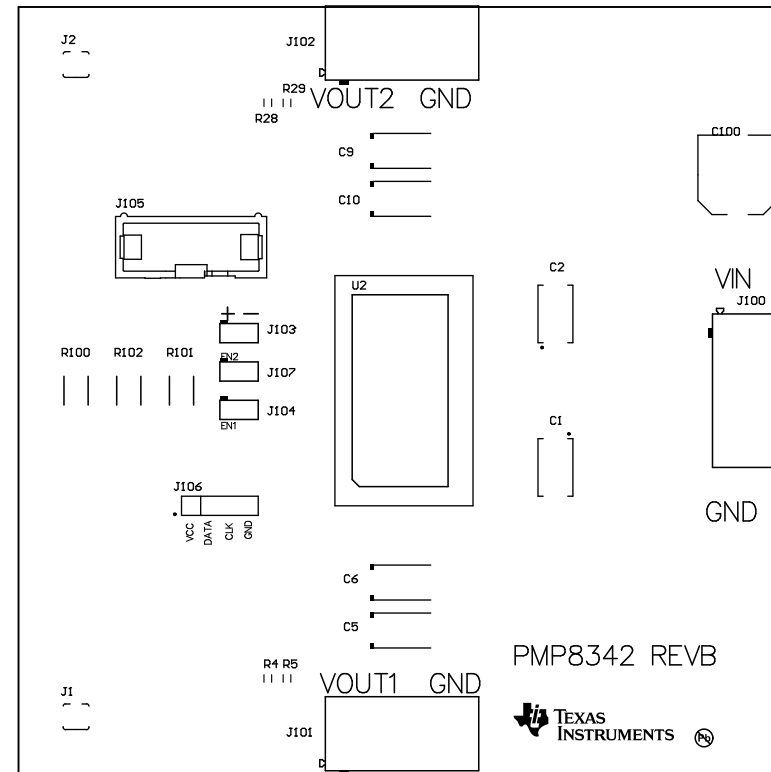 J2
J102
R29
R28
VOUT2 GND
C9
C10
C100
J105
VIN
J100
C2
U2
+ -
J103
EN2
J107
J104
EN1
R100 R102 R101
C1
J106
VCC
DATA
CLK
GND
GND
C6
C5
PMP8342 REVB
R4 R5
VOUT1 GND
J1
J101
TEXAS
INSTRUMENTS
Pb